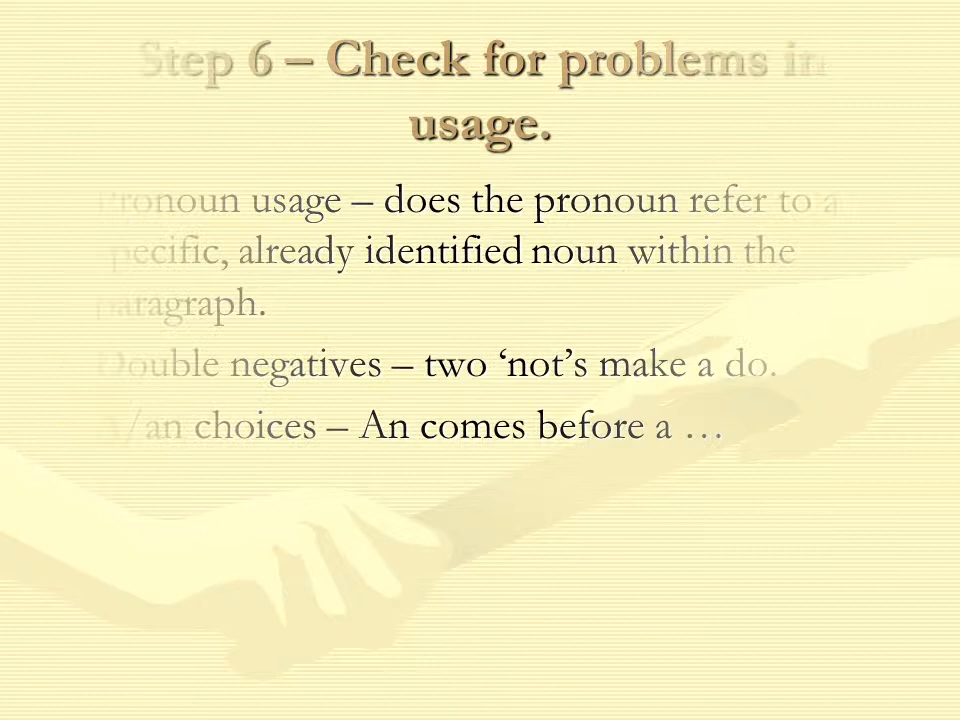 Step 6 – Check for problems in
usage.
Pronoun usage – does the pronoun refer to a
specific, already identified noun within the
paragraph.
Double negatives – two ‘not’s make a do.
A/an choices – An comes before a …